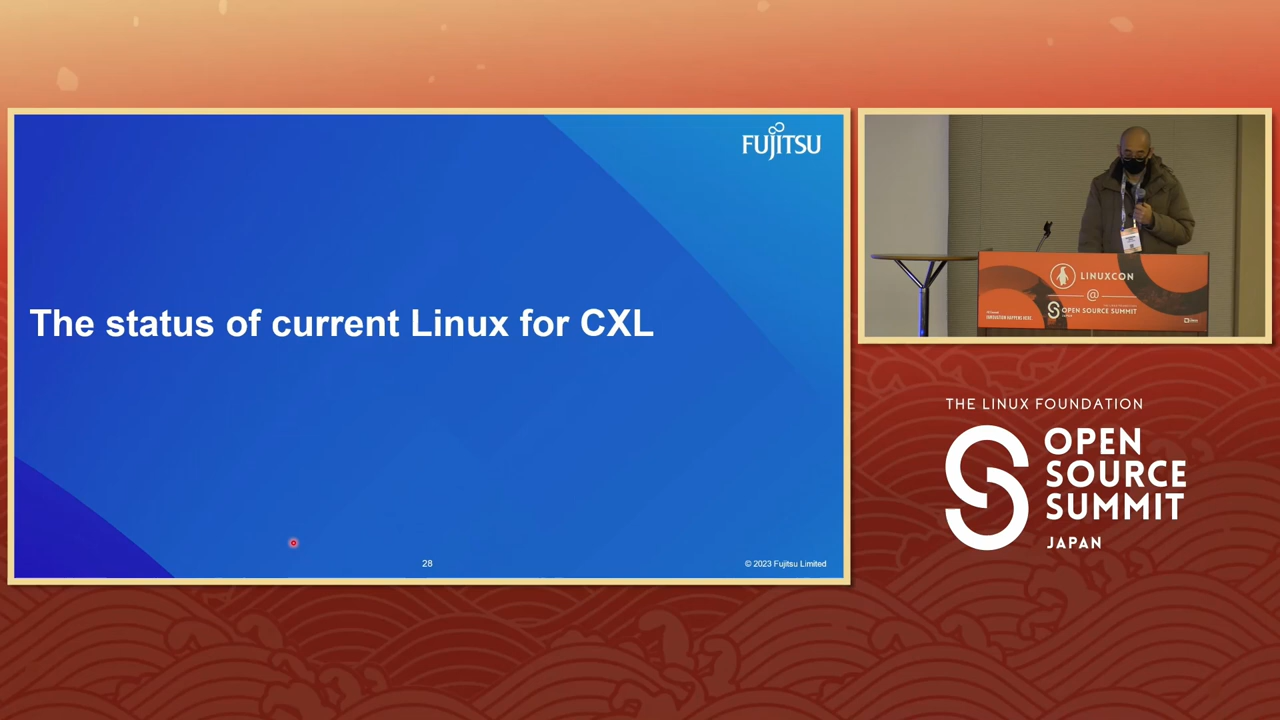 FUJITSU
The status of current Linux for CXL
28
© 2023 Fujitsu Limited
LINUXCON
@
OPEN SOURCE SUMMIT
THE LINUX FOUNDATION
OPEN
SOURCE
SUMMIT
JAPAN